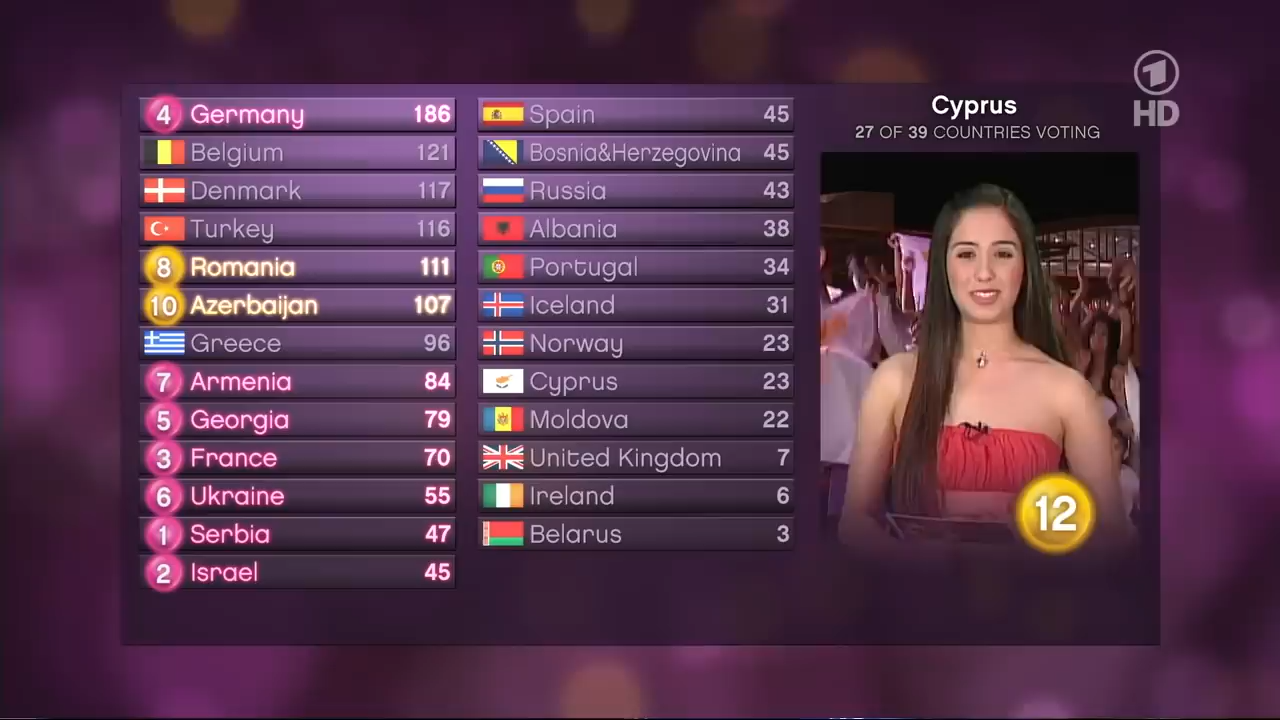 4 Germany 186
Belgium 121
Denmark 117
Turkey 116
8 Romania 111
10 Azerbaijan 107
Greece 96
7 Armenia 84
5 Georgia 79
3 France 70
6 Ukraine 55
1 Serbia 47
2 Israel 45
Spain 45
Bosnia&Herzegovina 45
Russia 43
Albania 38
Portugal 34
Iceland 31
Norway 23
Cyprus 23
Moldova 22
United Kingdom 7
Ireland 6
Belarus 3
Cyprus
27 OF 39 COUNTRIES VOTING
12
1
HD